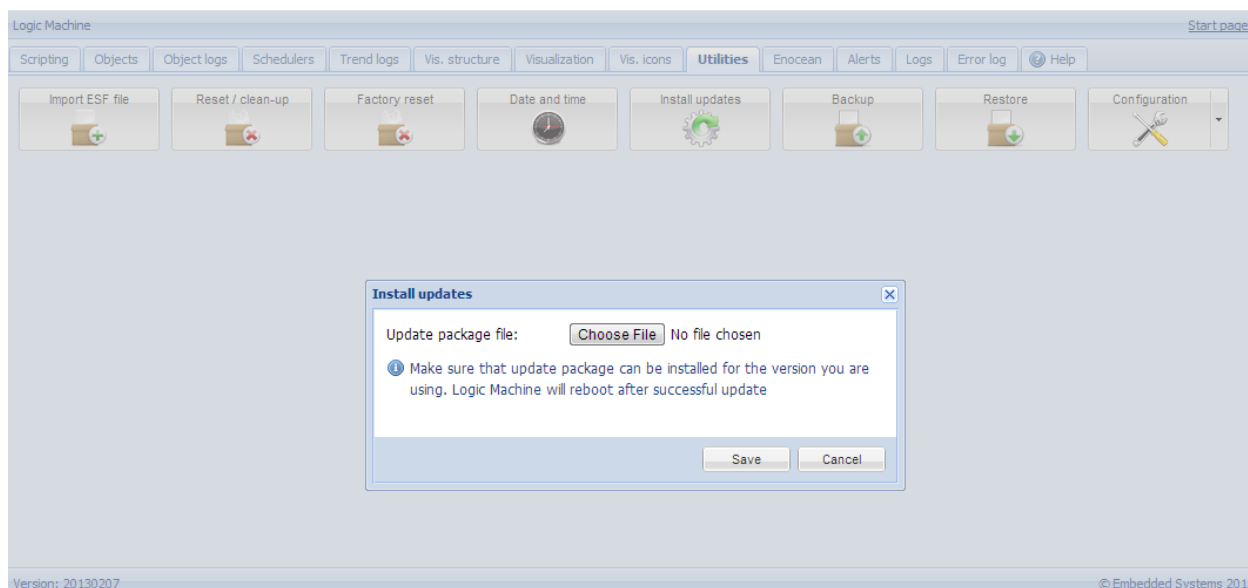 Logic Machine Start page
Scripting Objects Object logs Schedulers Trend logs Vis. structure Visualization Vis. icons Utilities Enocean Alerts Logs Error log Help
Import ESF file Reset / clean-up Factory reset Date and time Install updates Backup Restore Configuration
Install updates
Update package file: Choose File No file chosen
Make sure that update package can be installed for the version you are
using. Logic Machine will reboot after successful update
Save Cancel
Version: 20130207 © Embedded Systems 201